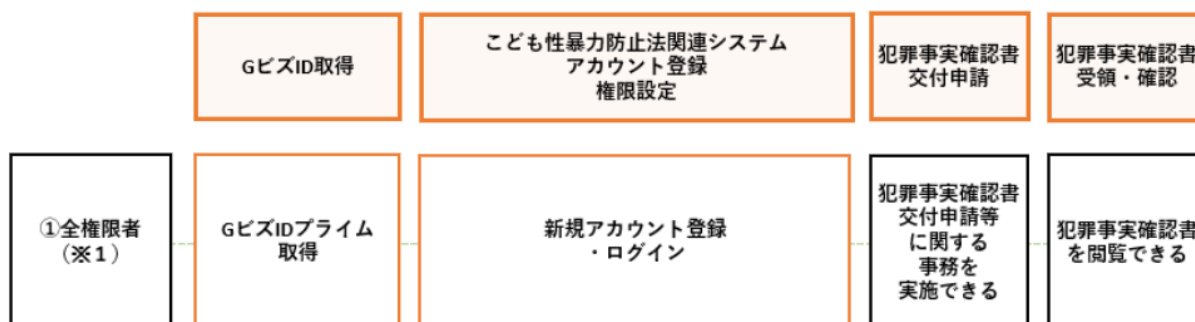 GビズID取得
こども性暴力防止法関連システム
アカウント登録
権限設定
犯罪事実確認書
交付申請
犯罪事実確認書
受領・確認
①全権限者
(※1)
GビズIDプライム
取得
新規アカウント登録
・ログイン
犯罪事実確認書
交付申請等
に関する
事務を
実施できる
犯罪事実確認書
を閲覧できる